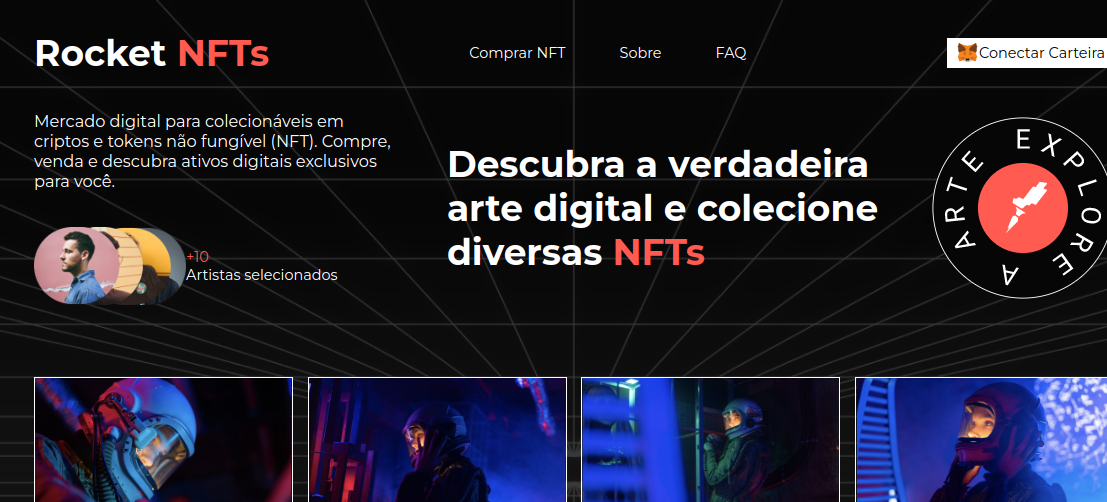 Rocket NFTs
Comprar NFT
Sobre
FAQ
Conectar Carteira
Mercado digital para colecionáveis em
criptos e tokens não fungível (NFT). Compre,
venda e descubra ativos digitais exclusivos
para você.
+10
Artistas selecionados
Descubra a verdadeira
arte digital e colecione
diversas NFTs
EXPLORE A ARTE